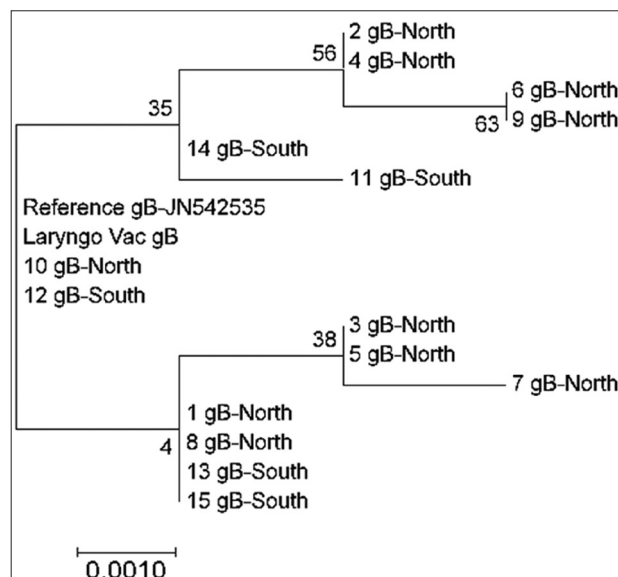 2 gB-North
56
4 gB-North
6 gB-North
35
63
9 gB-North
14 gB-South
11 gB-South
Reference gB-JN542535
Laryngo Vac gB
10 gB-North
12 gB-South
3 gB-North
38
5 gB-North
7 gB-North
1 gB-North
8 gB-North
4
13 gB-South
15 gB-South
0.0010